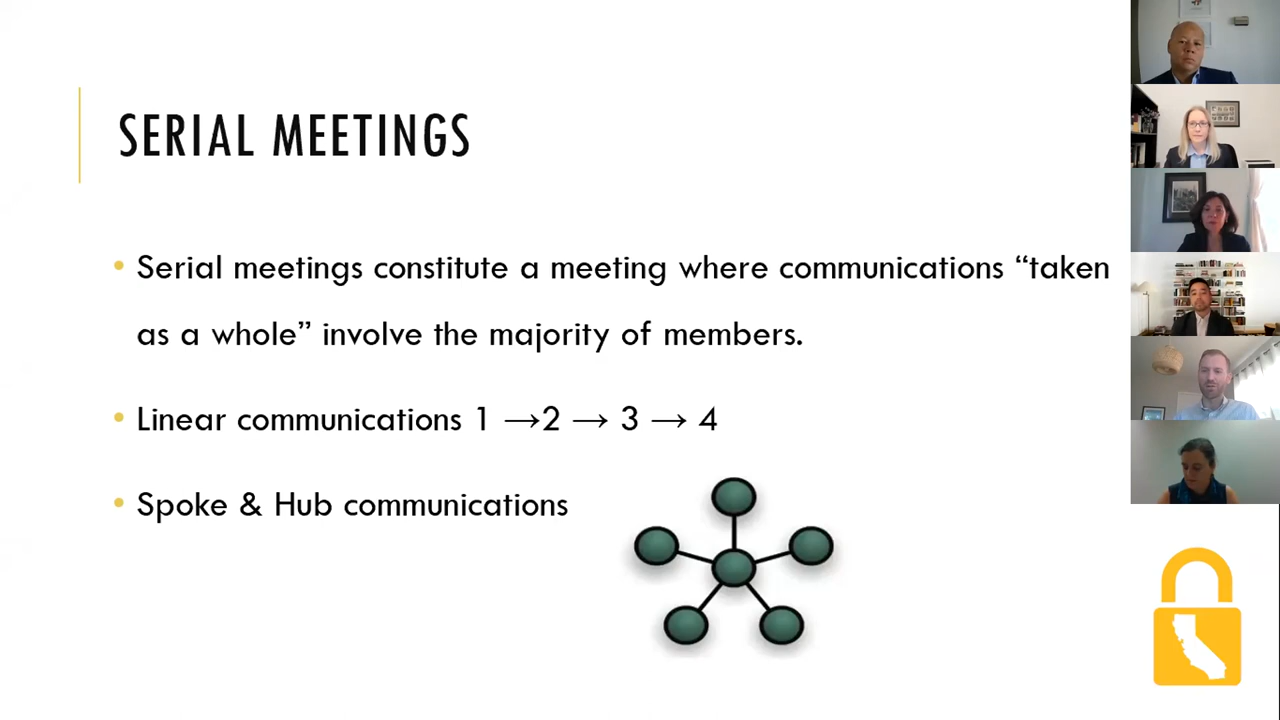 SERIAL MEETINGS
• Serial meetings constitute a meeting where communications “taken
as a whole” involve the majority of members.
• Linear communications 1 →2 → 3 → 4
• Spoke & Hub communications